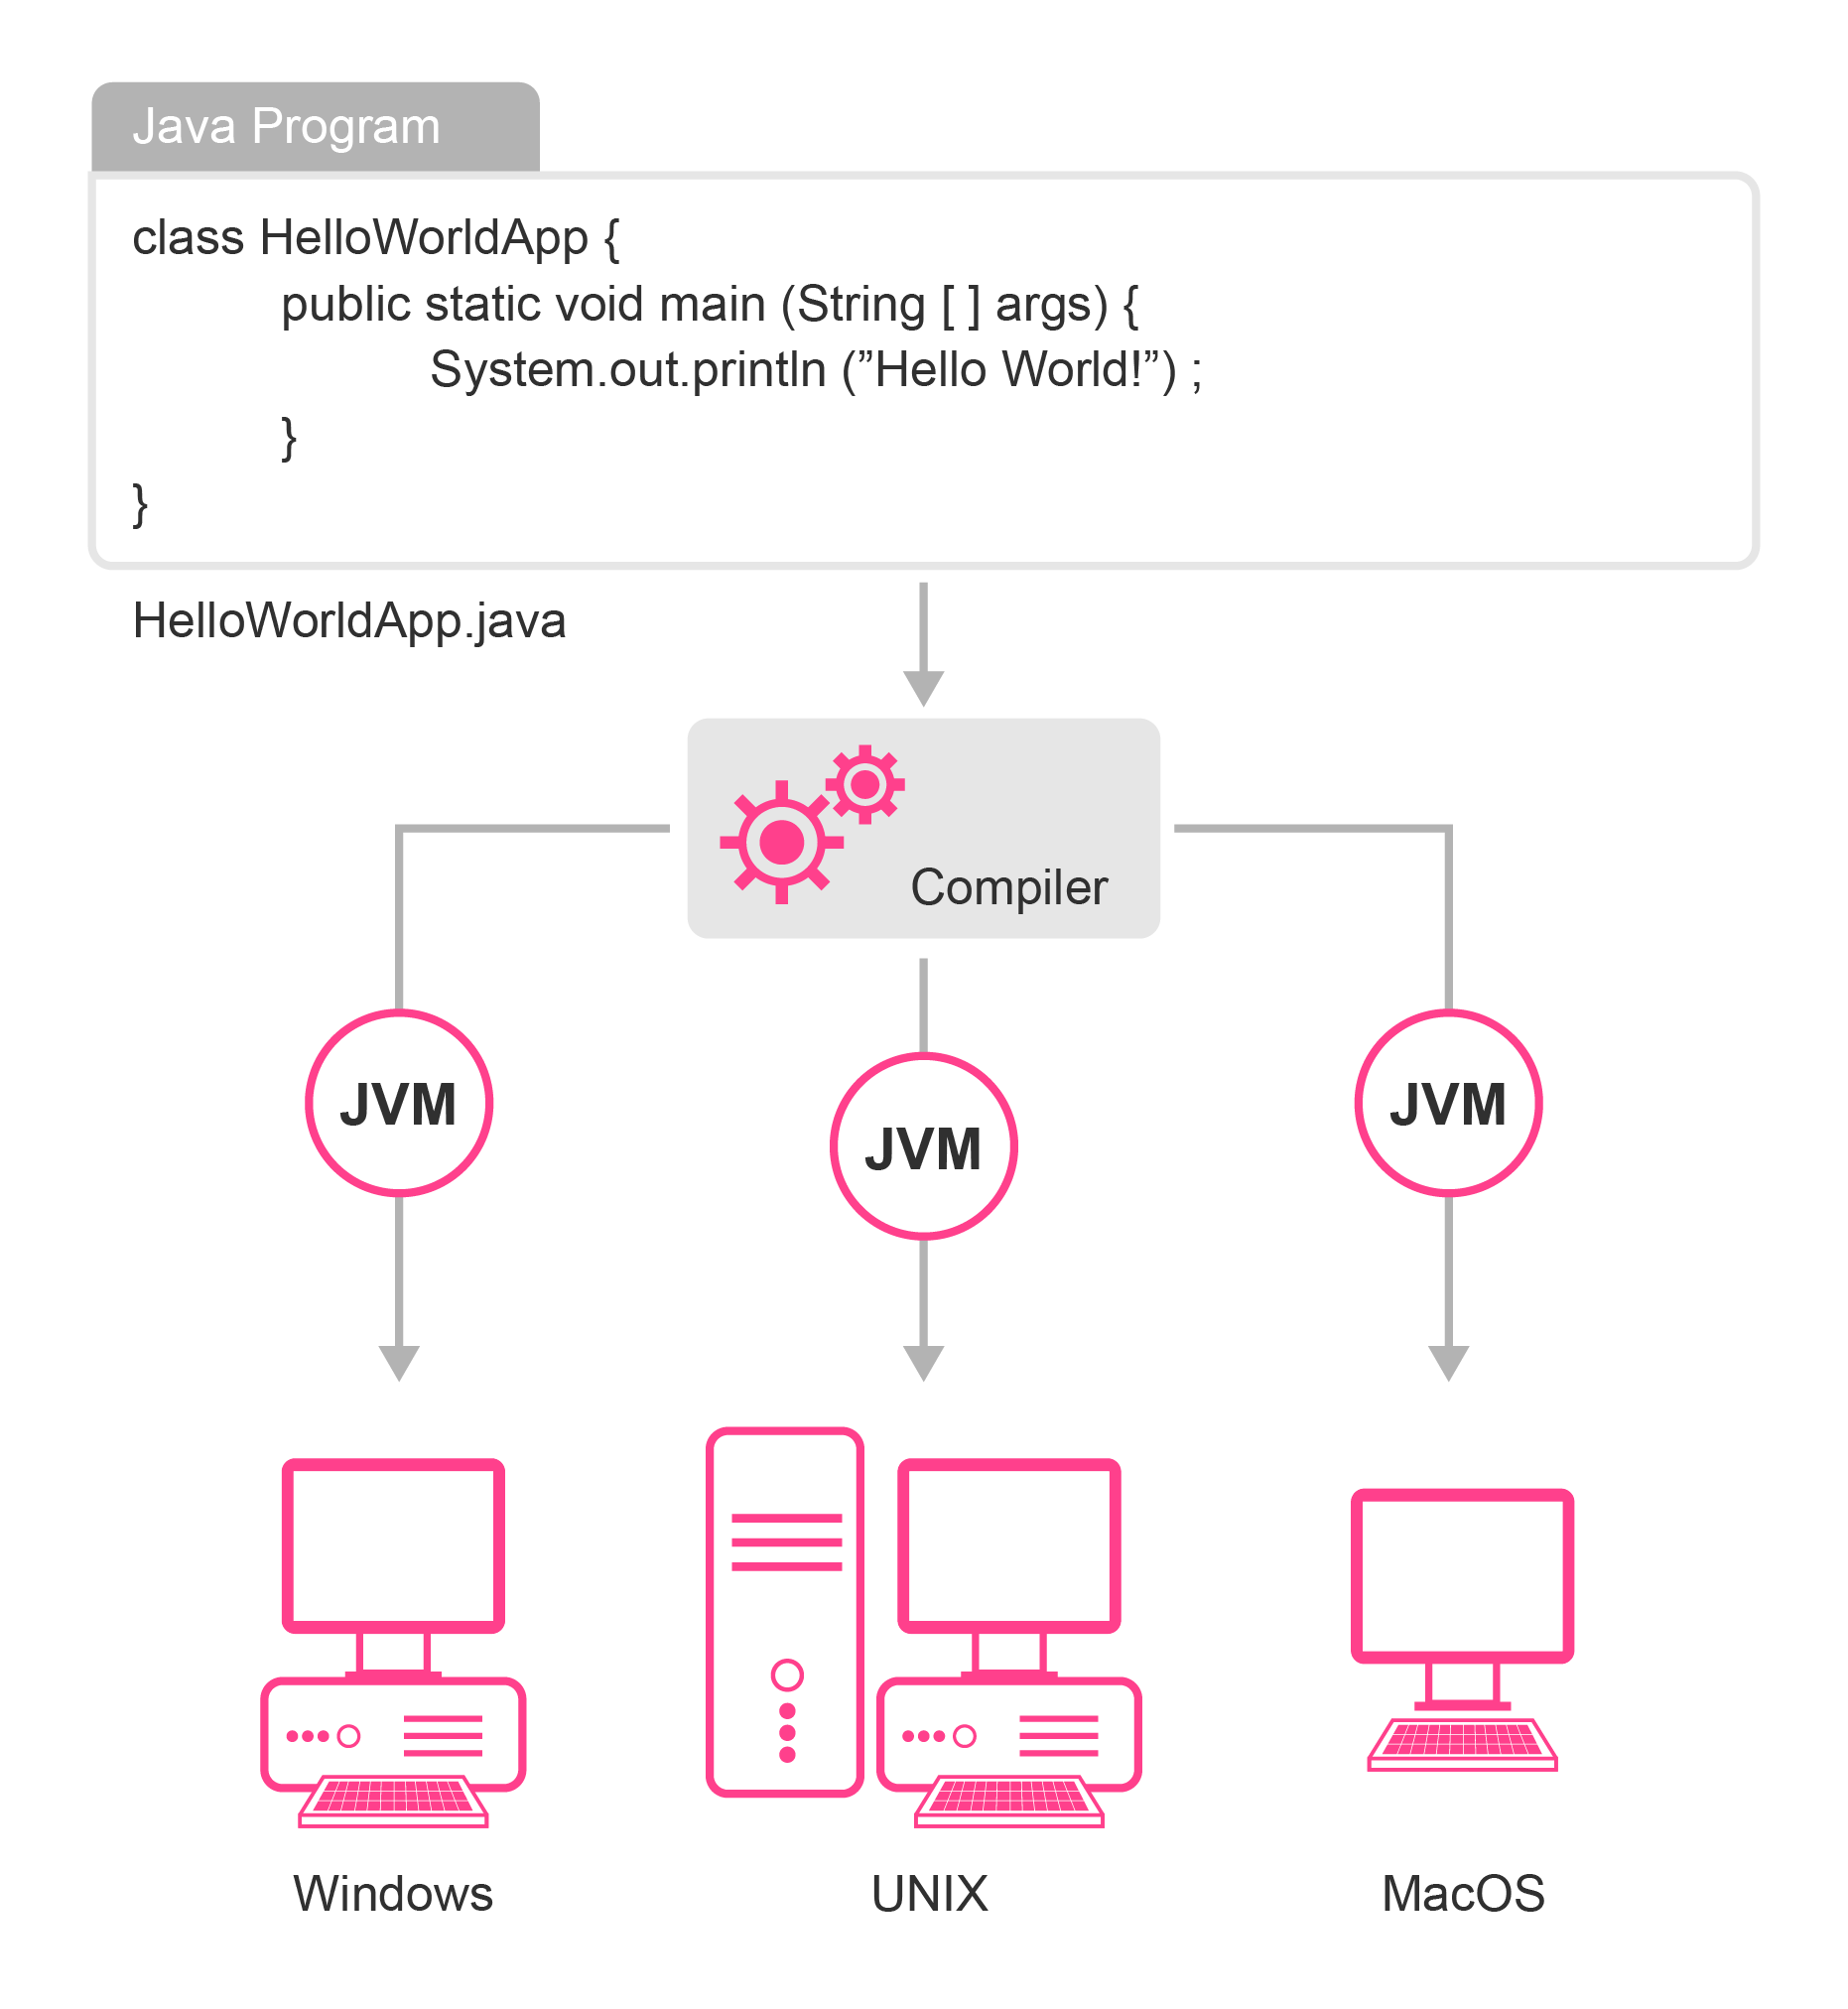 Java Program
class HelloWorldApp {
public static void main (String [ ] args) {
System.out.println (”Hello World!”) ;
}
}
HelloWorldApp.java
Compiler
JVM
JVM
JVM
Windows
UNIX
MacOS